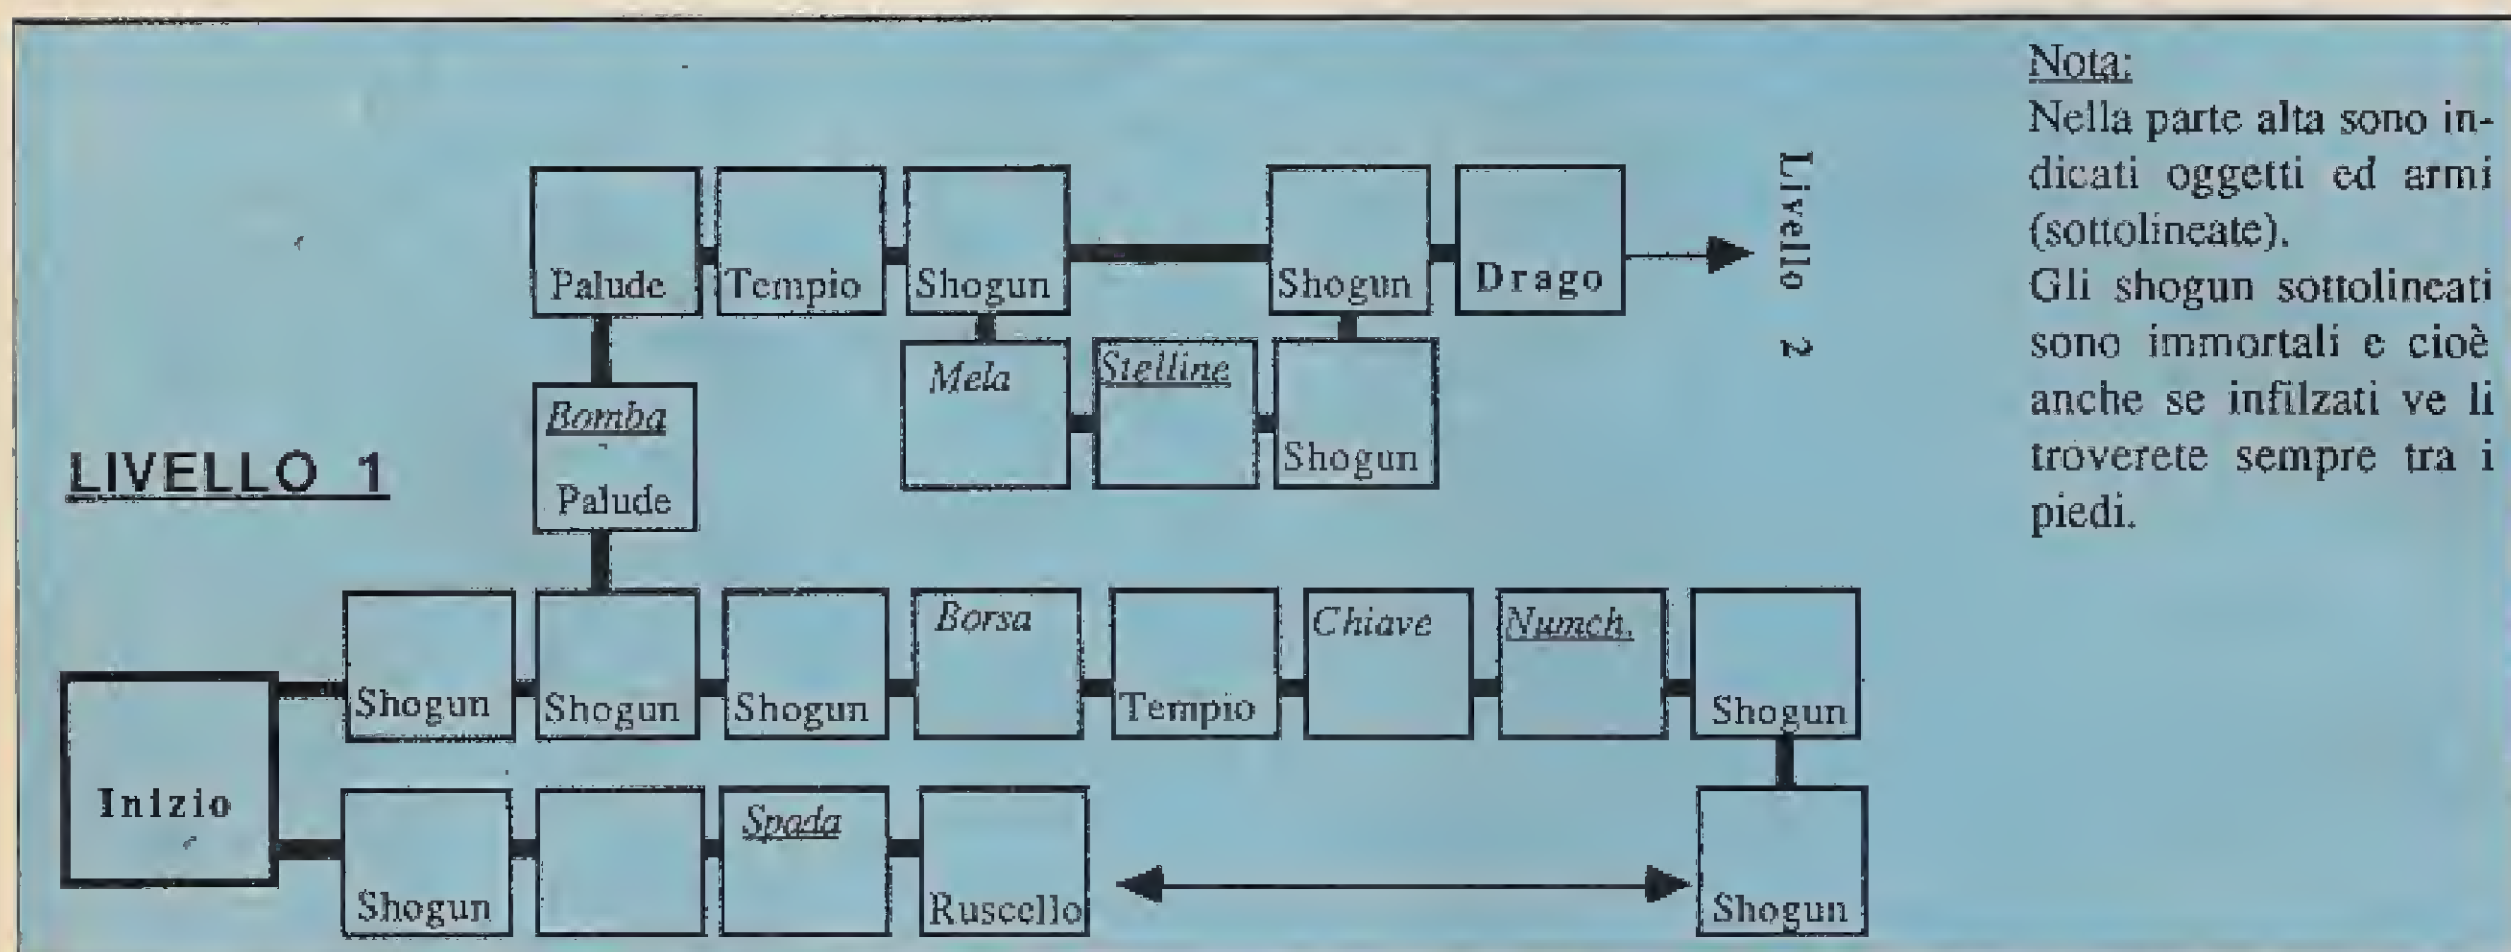 Nota:
Nella parte alta sono in-
dicati oggetti ed armi
(sottolineate).
Gli shogun sottolineati
sono immortali e cioè
anche se infilzati ve li
troverete sempre tra i
piedi.
Livello 2
Palude
Tempio
Shogun
Shogun
Drago
Mela
Stelline
Shogun
Bomba
Palude
LIVELLO 1
Borsa
Chiave
Numch.
Shogun
Shogun
Shogun
Tempio
Shogun
Inizio
Spada
Shogun
Ruscello
Shogun